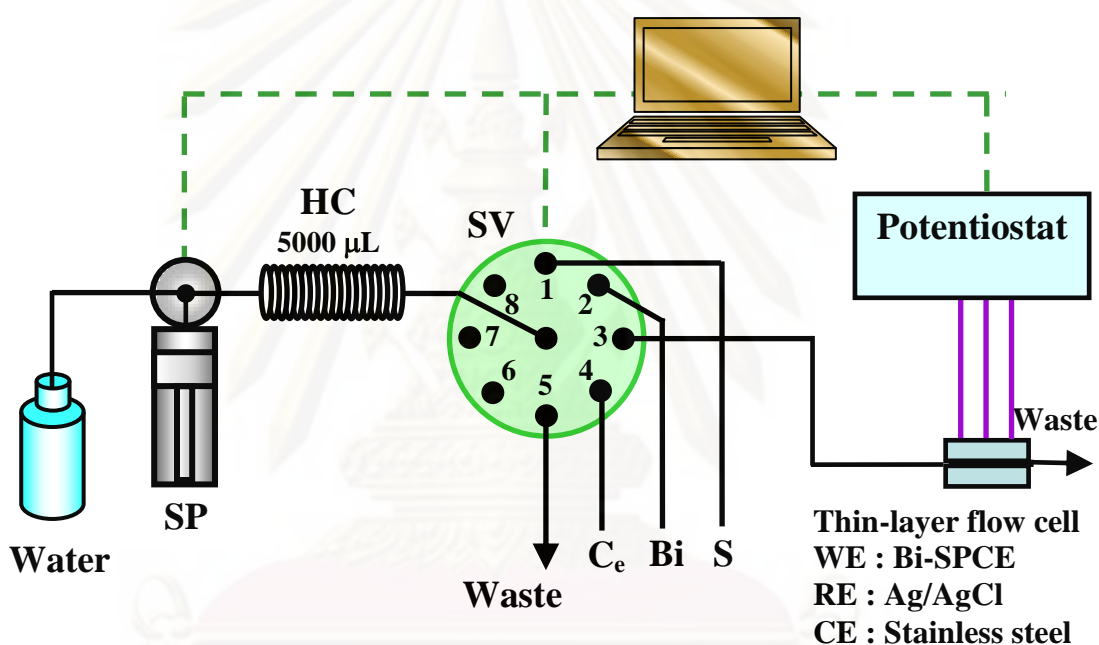 HC
5000 μL
SV
Potentiostat
1
2
3
4
5
6
7
8
Waste
SP
Water
Waste
Cₑ
Bi
S
Thin-layer flow cell
WE : Bi-SPCE
RE : Ag/AgCl
CE : Stainless steel